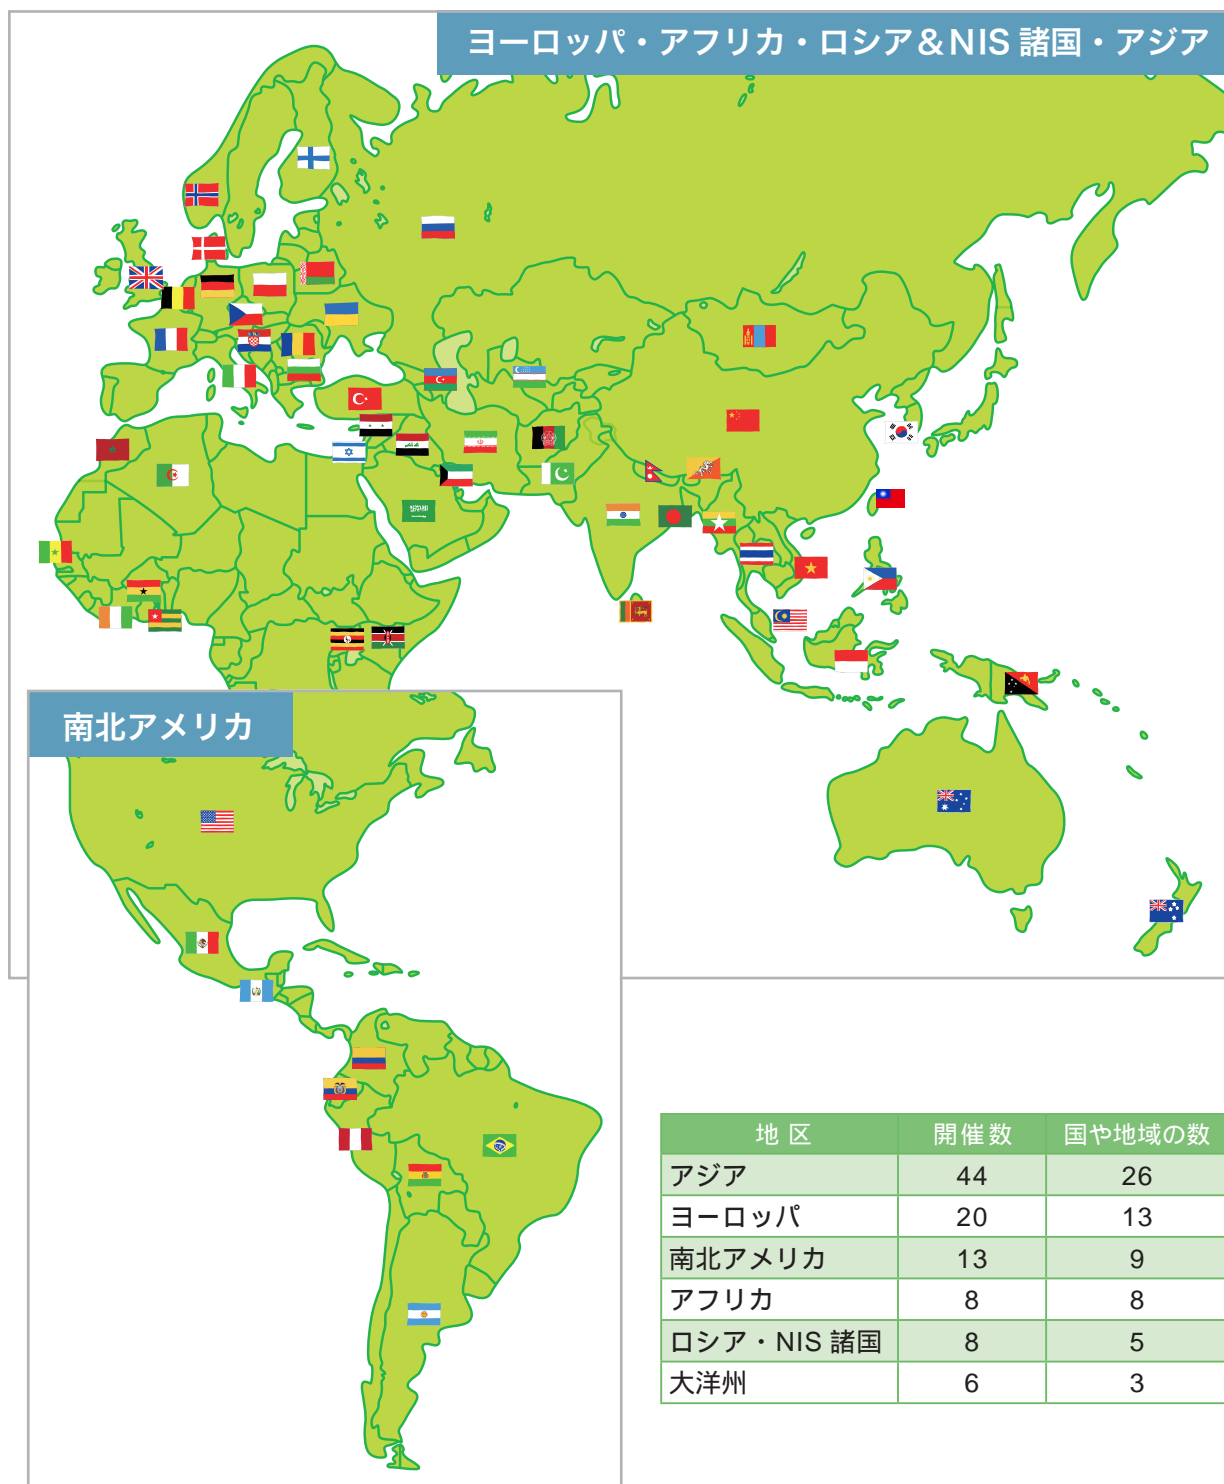 ヨーロッパ・アフリカ・ロシア&NIS 諸国・アジア
南北アメリカ
地 区 開催数 国や地域の数
アジア 44 26
ヨーロッパ 20 13
南北アメリカ 13 9
アフリカ 8 8
ロシア・NIS 諸国 8 5
大洋州 6 3